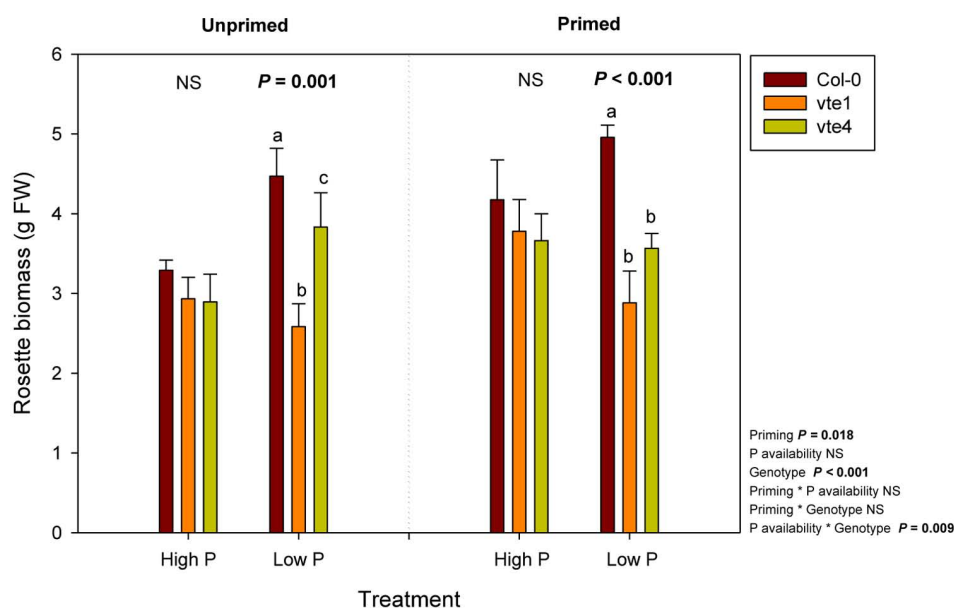 Unprimed
Primed
6
5
4
3
2
1
0
Rosette biomass (g FW)
NS
P = 0.001
NS
P < 0.001
a
b
c
a
b
b
Col-0
vte1
vte4
Priming P = 0.018
P availability NS
Genotype P < 0.001
Priming * P availability NS
Priming * Genotype NS
P availability * Genotype P = 0.009
High P
Low P
High P
Low P
Treatment